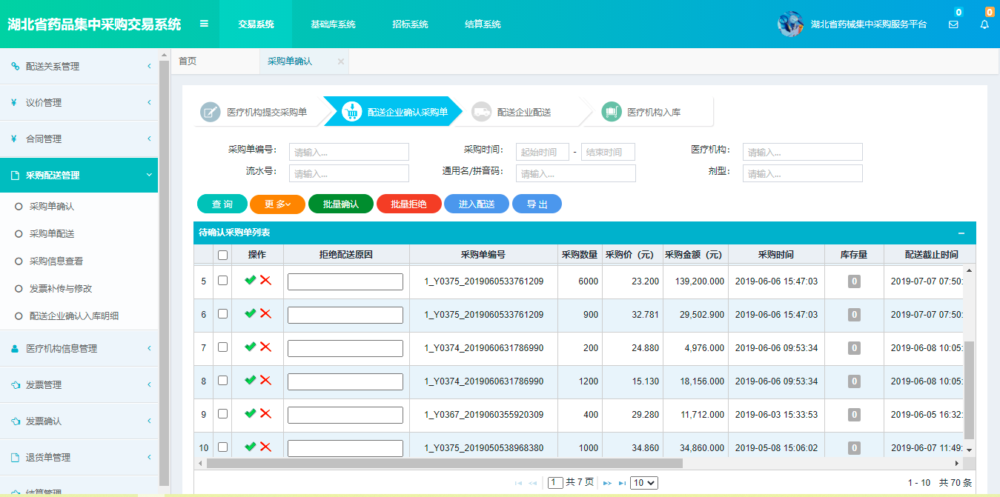 湖北省药品集中采购交易系统 交易系统 基础库系统 招标系统 结算系统 湖北省药械集中采购服务平台 0 0
首页 采购单确认
配送关系管理
议价管理
合同管理
采购配送管理
采购单确认
采购单配送
采购信息查看
发票补传与修改
配送企业确认入库明细
医疗机构信息管理
发票管理
发票确认
退货单管理
结算管理
医疗机构提交采购单 配送企业确认采购单 配送企业配送 医疗机构入库
采购单编号: 请输入... 采购时间: 起始时间 - 结束时间 医疗机构: 请输入...
流水号: 请输入... 通用名/拼音码: 请输入... 剂型: 请输入...
查 询 更 多 批量确认 批量拒绝 进入配送 导 出
待确认采购单列表
操作 拒绝配送原因 采购单编号 采购数量 采购价（元） 采购金额（元） 采购时间 库存量 配送截止时间
5 1_Y0375_2019060533761209 6000 23.200 139,200.000 2019-06-06 15:47:03 0 2019-07-07 07:50:
6 1_Y0375_2019060533761209 900 32.781 29,502.900 2019-06-06 15:47:03 0 2019-07-07 07:50:
7 1_Y0374_2019060631786990 200 24.880 4,976.000 2019-06-06 09:53:34 0 2019-06-08 10:05:
8 1_Y0374_2019060631786990 1200 15.130 18,156.000 2019-06-06 09:53:34 0 2019-06-08 10:05:
9 1_Y0367_2019060355920309 400 29.280 11,712.000 2019-06-03 15:33:53 0 2019-06-05 16:32:
10 1_Y0375_2019050538968380 1000 34.860 34,860.000 2019-05-08 15:06:02 0 2019-06-07 11:49:
1 共 7 页 10 1 - 10 共 70 条